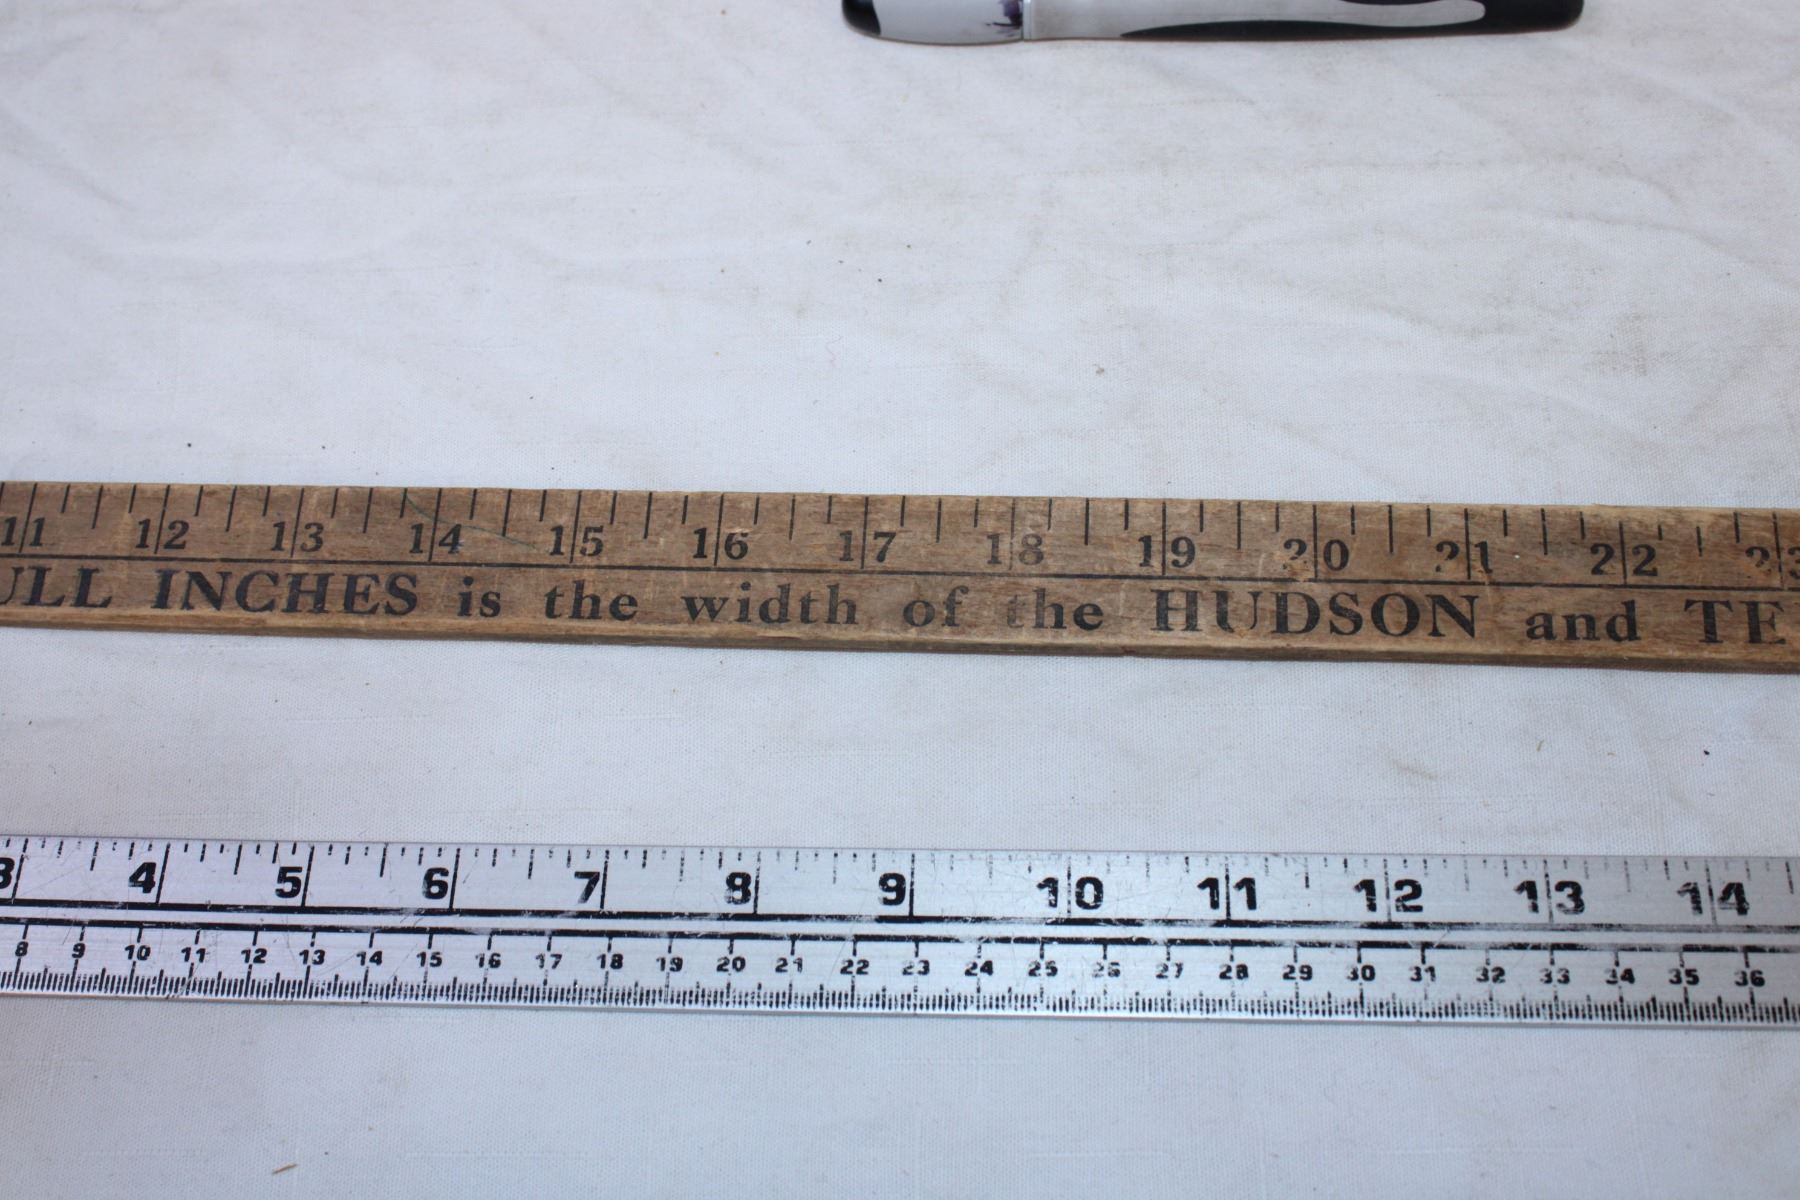 11 12 13 14 15 16 17 18 19 20 21 22 23
ULL INCHES is the width of the HUDSON and TE
3 4 5 6 7 8 9 10 11 12 13 14
8 9 10 11 12 13 14 15 16 17 18 19 20 21 22 23 24 25 26 27 28 29 30 31 32 33 34 35 36